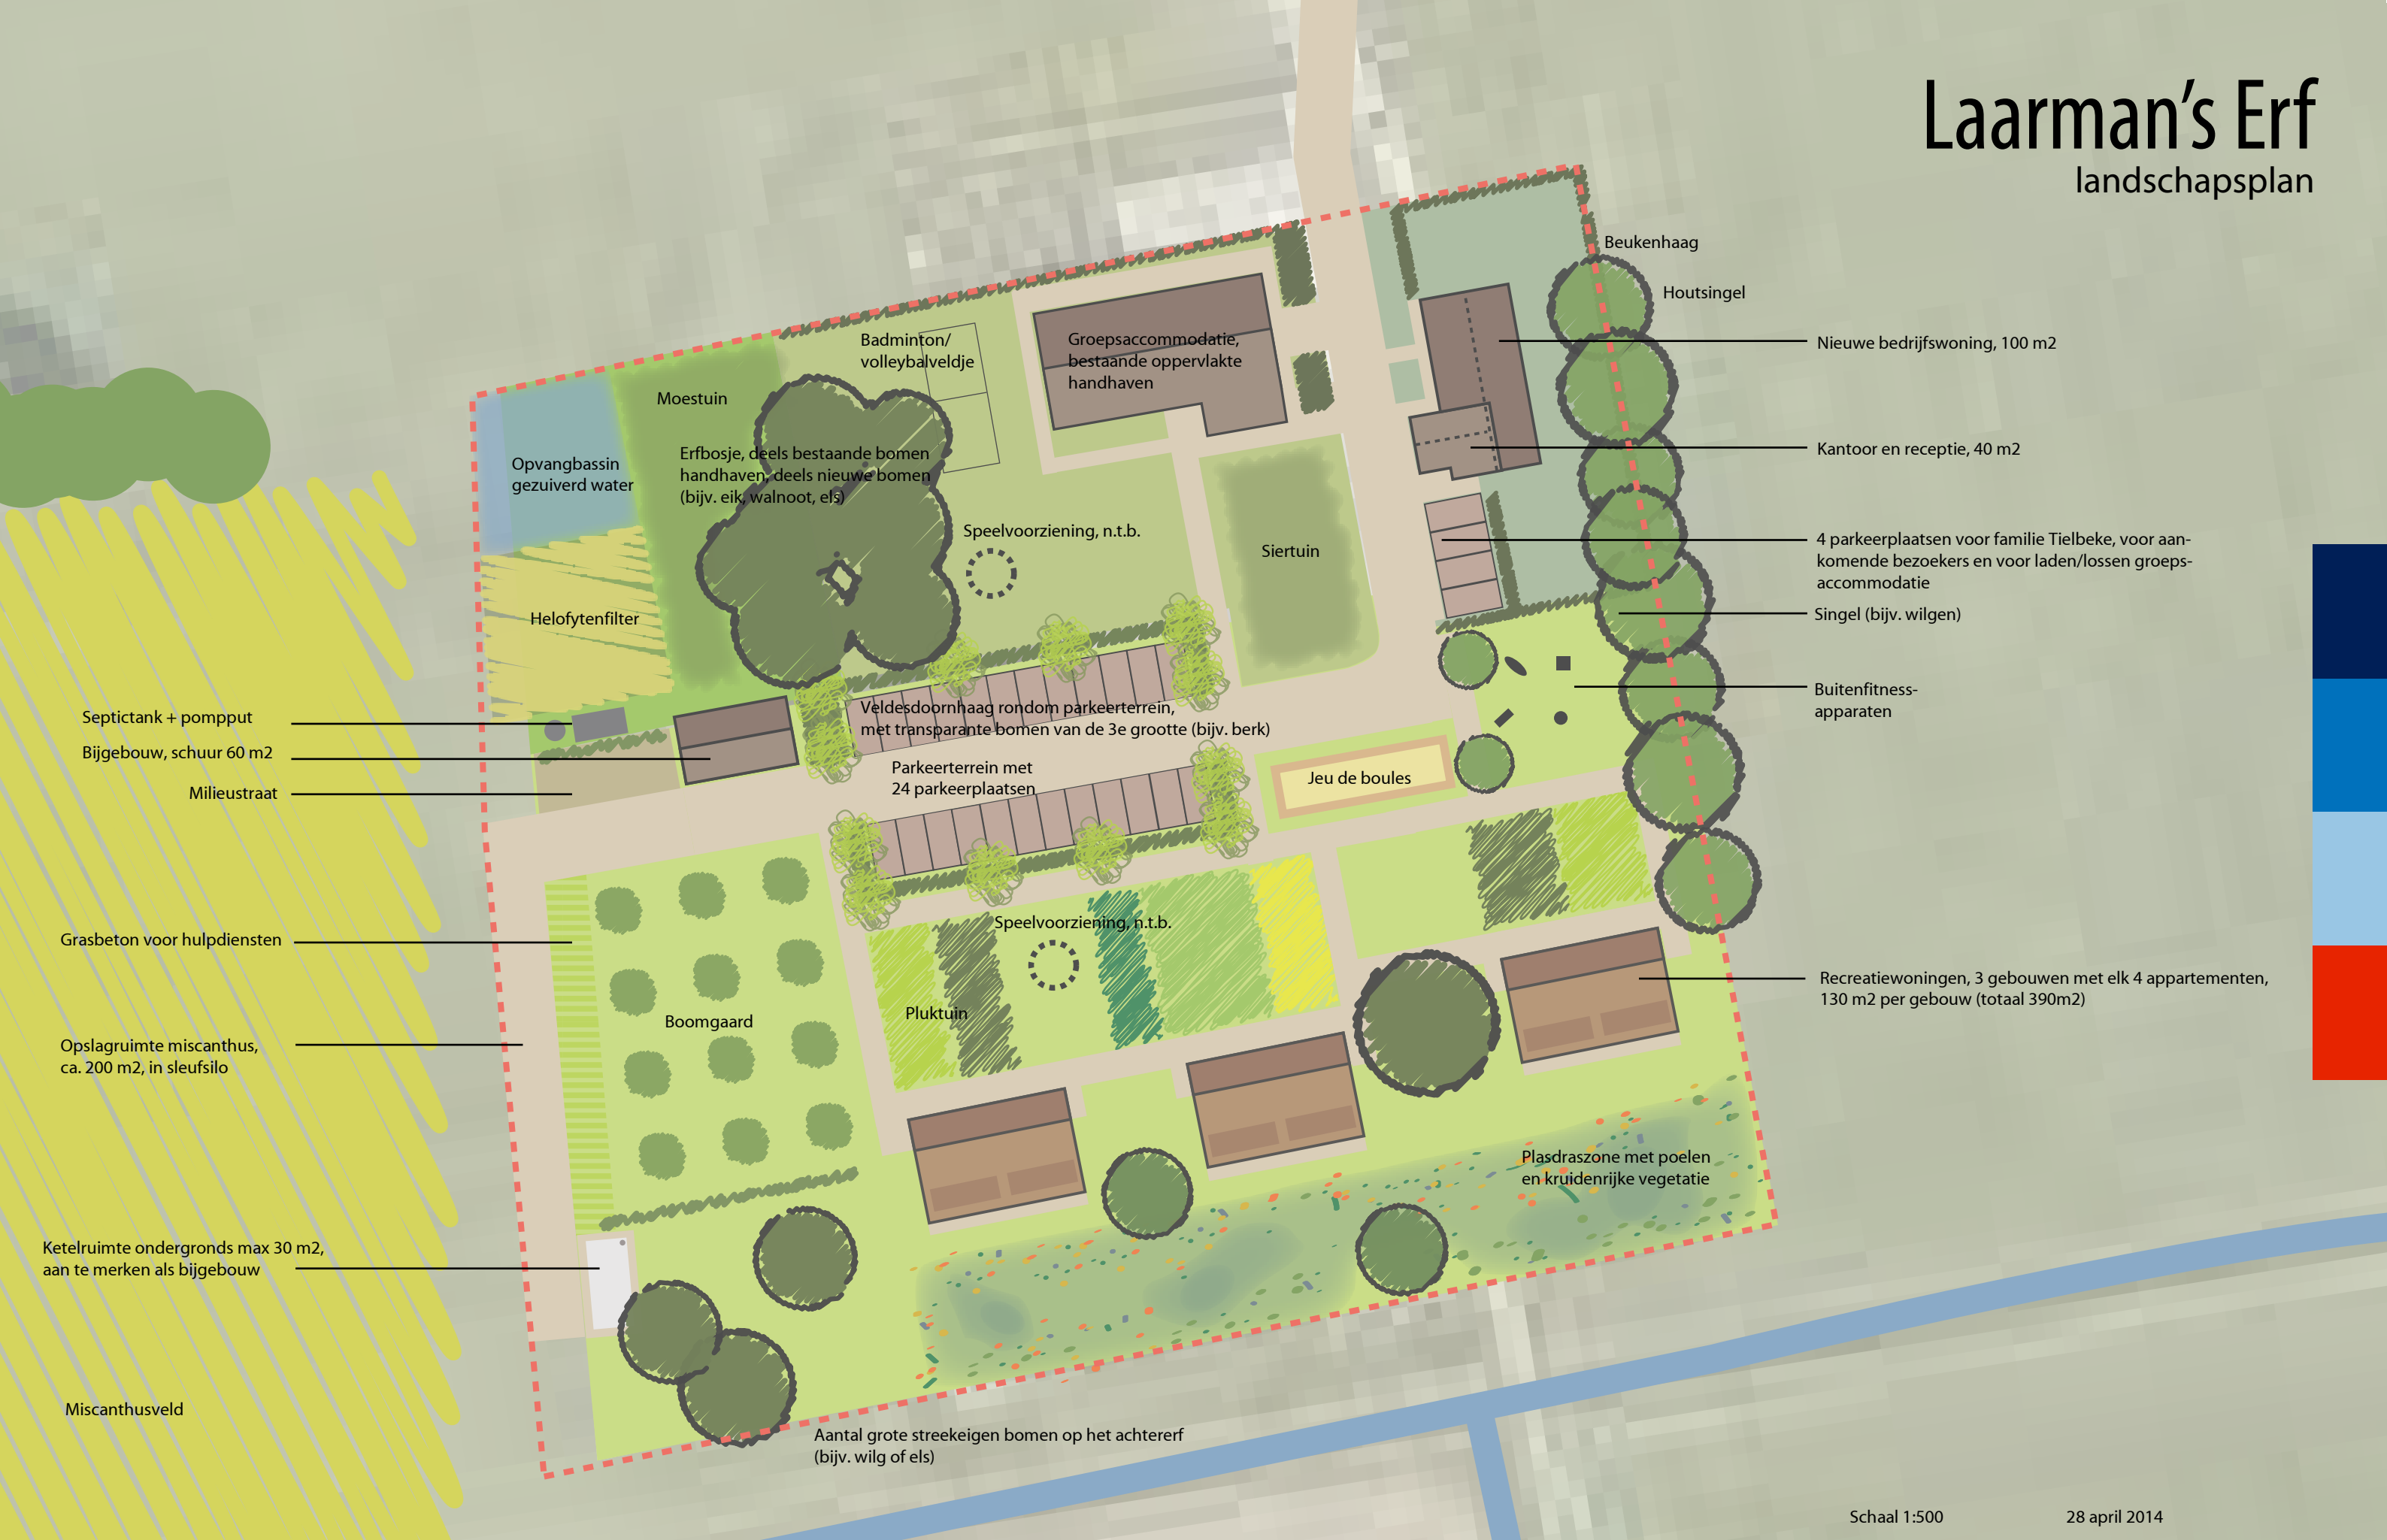 Laarman's Erf
landschapsplan
Beukenhaag
Houtsingel
Nieuwe bedrijfswoning, 100 m2
Kantoor en receptie, 40 m2
4 parkeerplaatsen voor familie Tielbeke, voor aan-
komende bezoekers en voor laden/lossen groeps-
accommodatie
Singel (bijv. wilgen)
Buitenfitness-
apparaten
Recreatiewoningen, 3 gebouwen met elk 4 appartementen,
130 m2 per gebouw (totaal 390m2)
Badminton/
volleybalveldje
Groepsaccommodatie,
bestaande oppervlakte
handhaven
Moestuin
Opvangbassin
gezuiverd water
Erfbosje, deels bestaande bomen
handhaven, deels nieuwe bomen
(bijv. eik, walnoot, els)
Speelvoorziening, n.t.b.
Siertuin
Helofytenfilter
Septictank + pompput
Bijgebouw, schuur 60 m2
Milieustraat
Veldesdoornhaag rondom parkeerterrein,
met transparante bomen van de 3e grootte (bijv. berk)
Parkeerterrein met
24 parkeerplaatsen
Jeu de boules
Grasbeton voor hulpdiensten
Speelvoorziening, n.t.b.
Pluktuin
Boomgaard
Opslagruimte miscanthus,
ca. 200 m2, in sleufsilo
Plasdraszone met poelen
en kruidenrijke vegetatie
Ketelruimte ondergronds max 30 m2,
aan te merken als bijgebouw
Miscanthusveld
Aantal grote streekeigen bomen op het achtererf
(bijv. wilg of els)
Schaal 1:500
28 april 2014